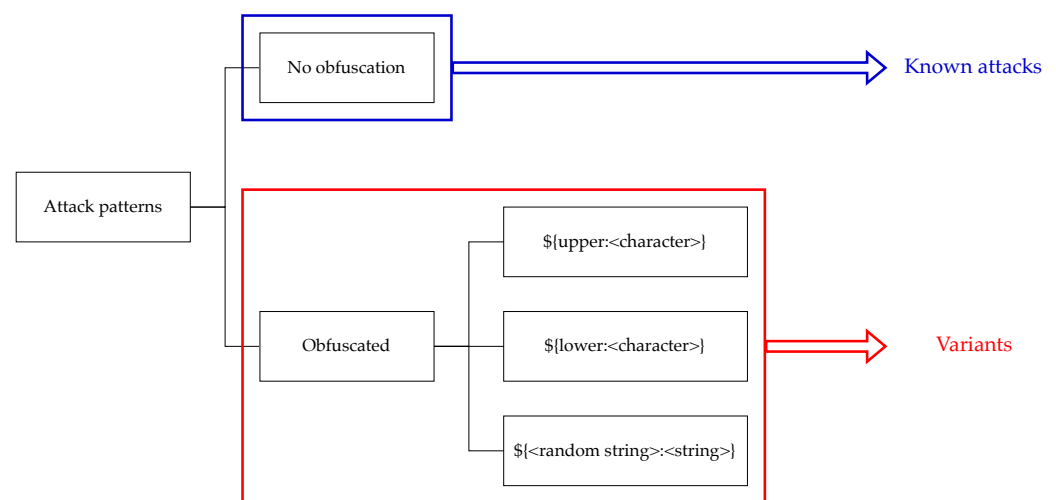 No obfuscation
Known attacks
Attack patterns
${upper:<character>}
Obfuscated
${lower:<character>}
Variants
${<random string>:<string>}